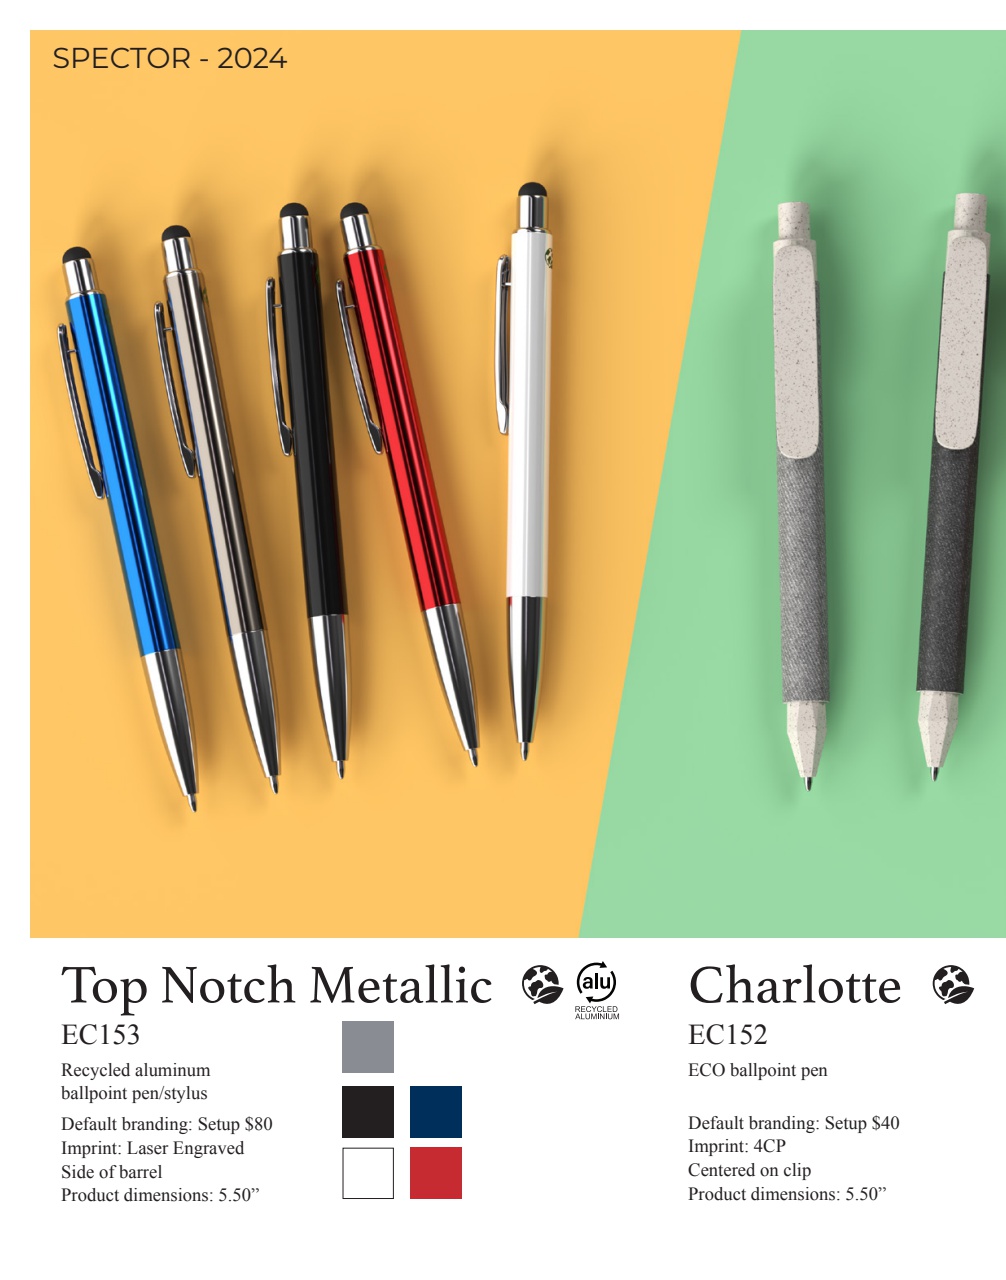 SPECTOR - 2024
Top Notch Metallic
alu
RECYCLED
ALUMINIUM
EC153
Recycled aluminum
ballpoint pen/stylus
Default branding: Setup $80
Imprint: Laser Engraved
Side of barrel
Product dimensions: 5.50”
Charlotte
EC152
ECO ballpoint pen
Default branding: Setup $40
Imprint: 4CP
Centered on clip
Product dimensions: 5.50”